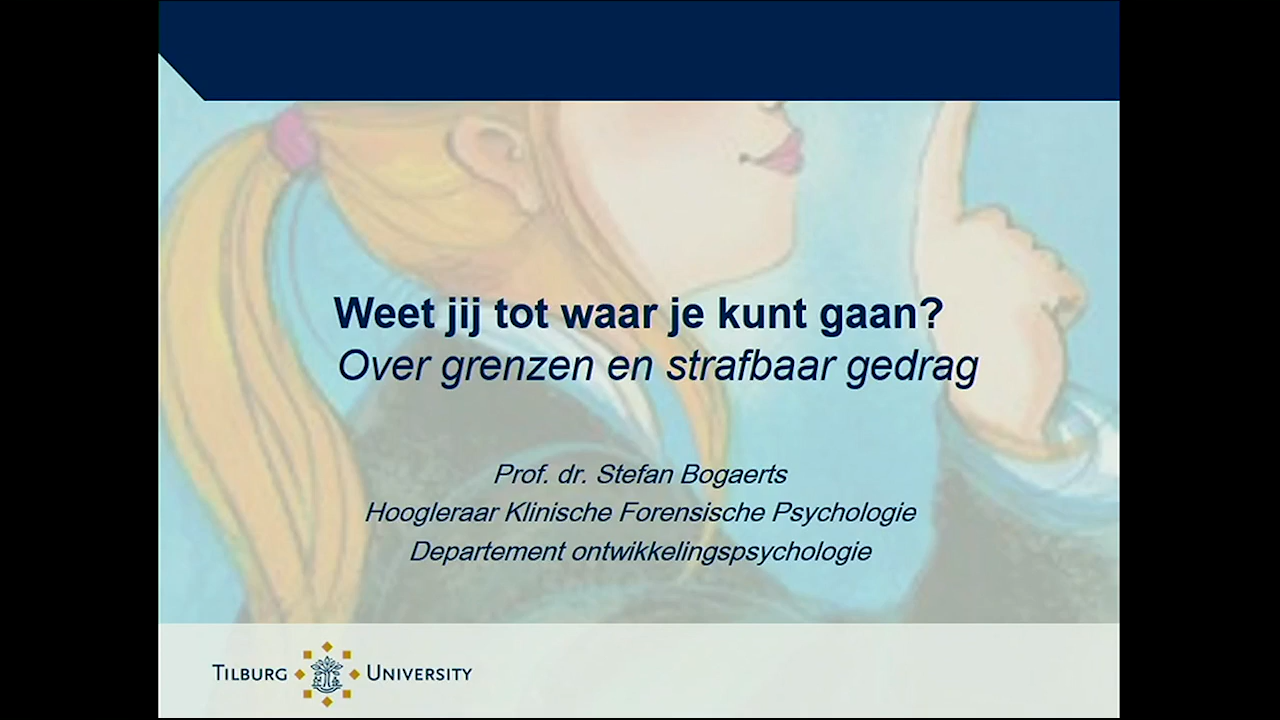 Weet jij tot waar je kunt gaan?
Over grenzen en strafbaar gedrag
Prof. dr. Stefan Bogaerts
Hoogleraar Klinische Forensische Psychologie
Departement ontwikkelingspsychologie
TILBURG UNIVERSITY